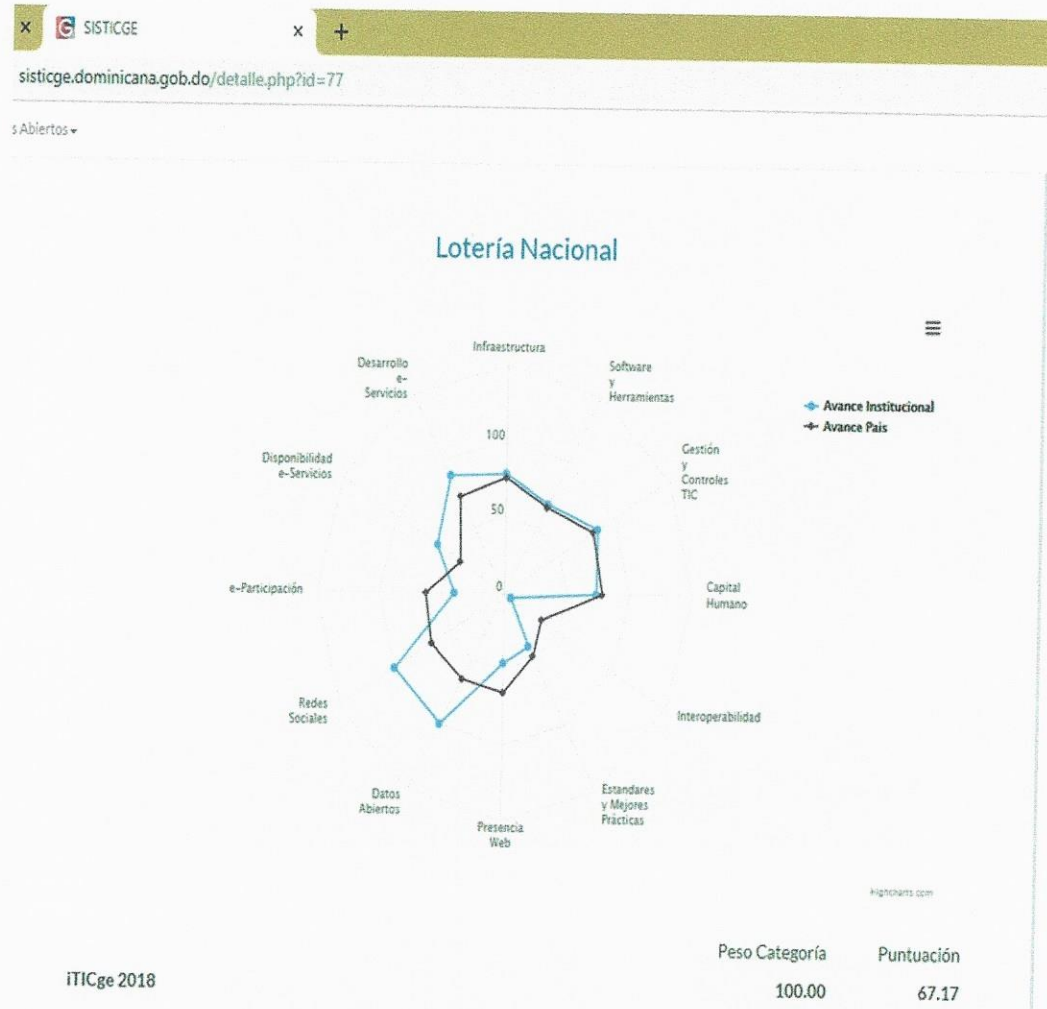 SISTICGE
sisticge.dominicana.gob.do/detalle.php?id=77
s Abiertos
Lotería Nacional
Infraestructura
Software
y
Herramientas
Gestión
y
Controles
TIC
Capital
Humano
Interoperabilidad
Estandares
y Mejores
Prácticas
Presencia
Web
Datos
Abiertos
Redes
Sociales
e-Participación
Disponibilidad
e-Servicios
Desarrollo
e-
Servicios
100
50
0
Avance Institucional
Avance Pais
Highcharts.com
Peso Categoría Puntuación
iTICge 2018 100.00 67.17